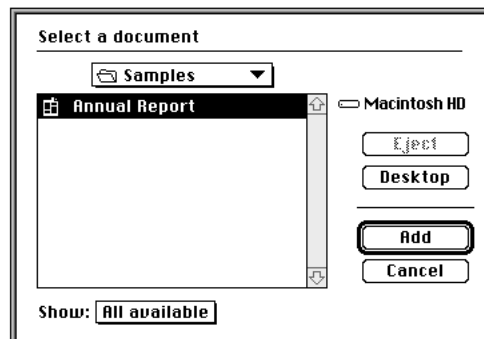 Select a document
Samples
Annual Report
Macintosh HD
Eject
Desktop
Add
Cancel
Show: All available